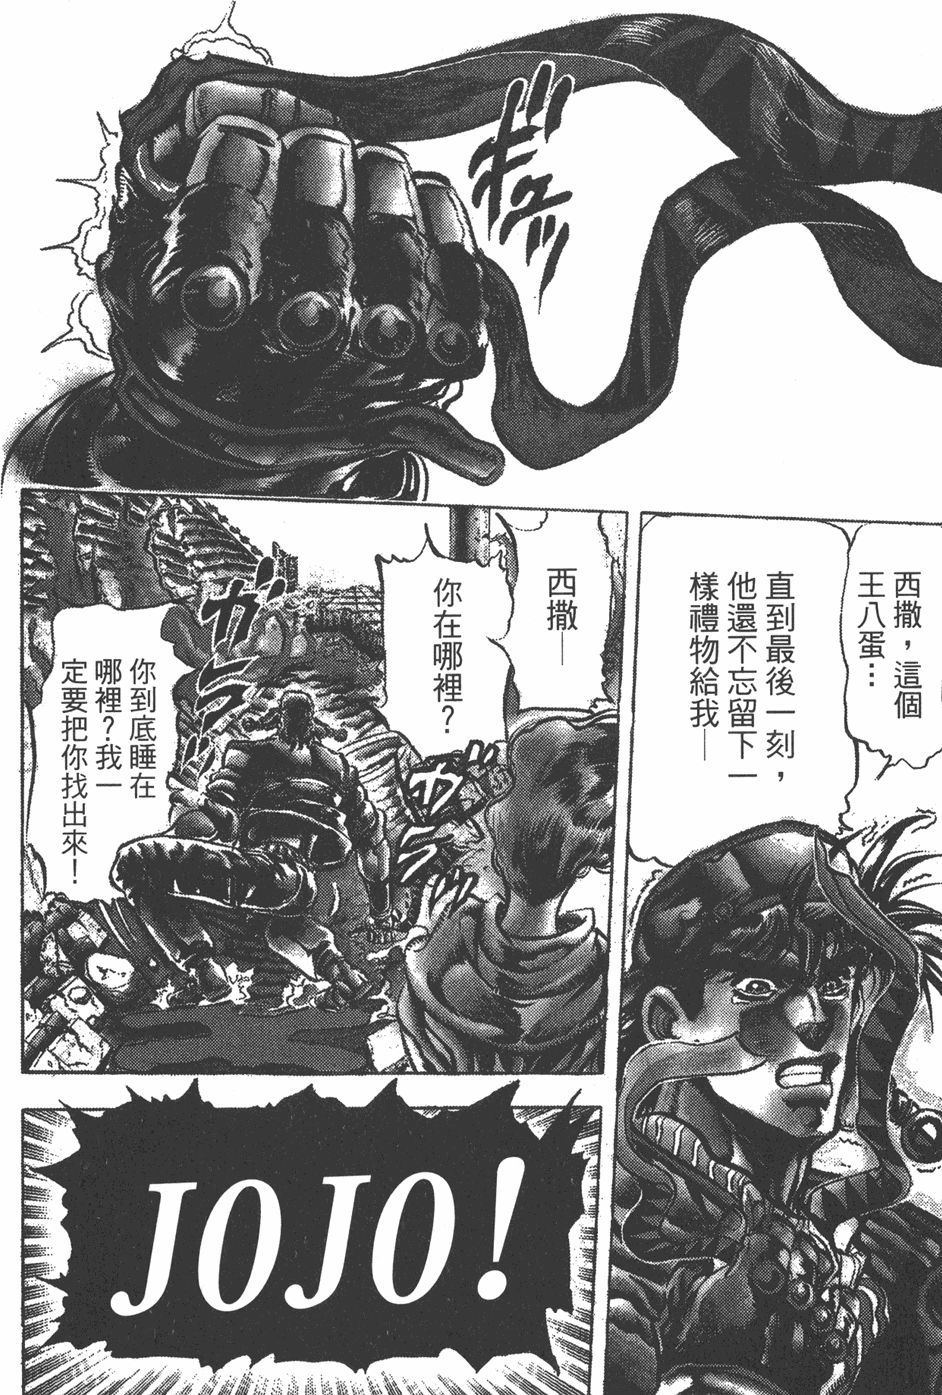 ギュッ
西撒，這個
王八蛋…
直到最後一刻，
他還不忘留下一
樣禮物給我—
西撒—
你在哪裡？
ガラッ
ガラッ
你到底睡在
哪裡？我一
定要把你找出來！
JOJO!